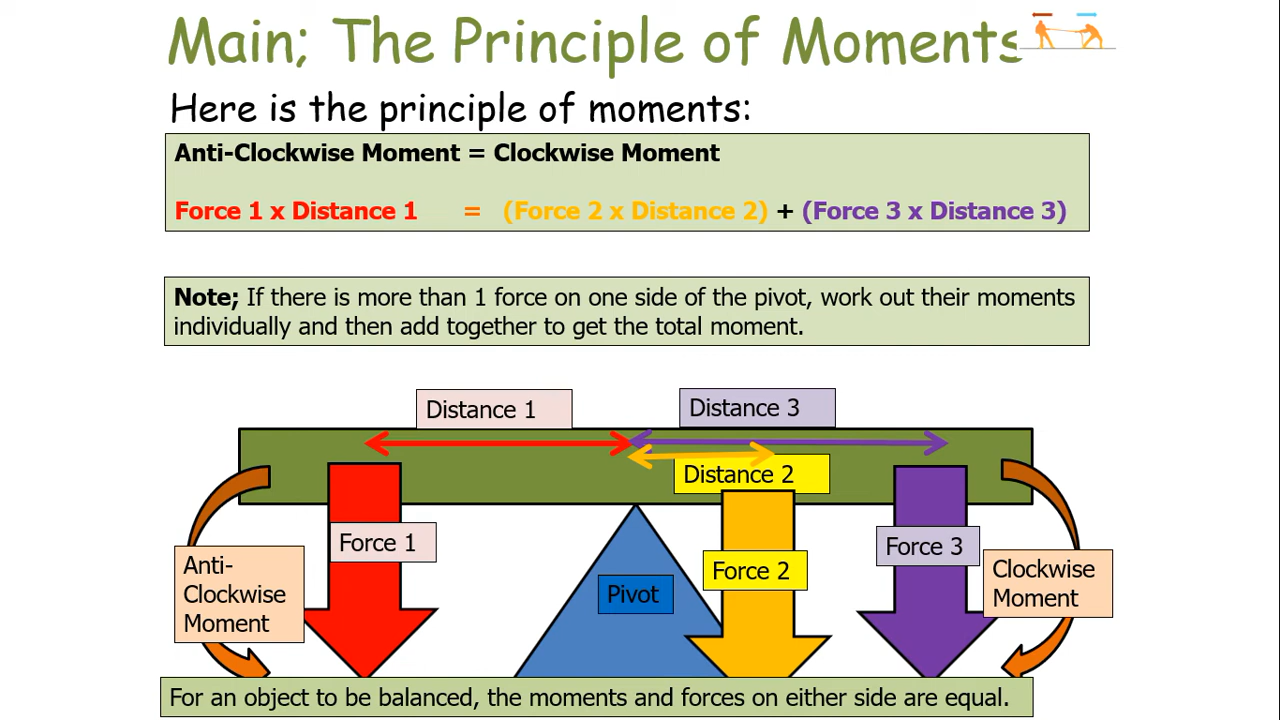 Main; The Principle of Moments
Here is the principle of moments:
Anti-Clockwise Moment = Clockwise Moment
Force 1 x Distance 1 = (Force 2 x Distance 2) + (Force 3 x Distance 3)
Note; If there is more than 1 force on one side of the pivot, work out their moments
individually and then add together to get the total moment.
Distance 1
Distance 3
Distance 2
Force 1
Force 2
Force 3
Anti-
Clockwise
Moment
Pivot
Clockwise
Moment
For an object to be balanced, the moments and forces on either side are equal.